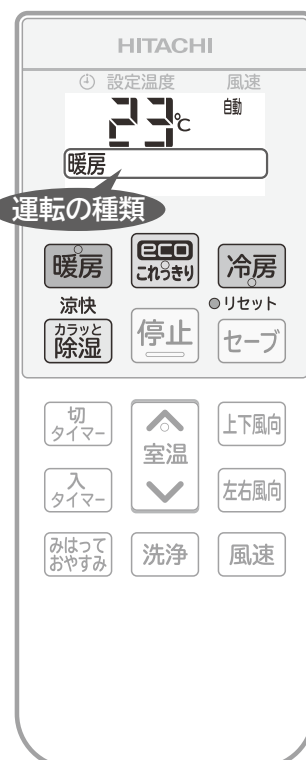 HITACHI
設定温度 風速
23℃ 自動
暖房
運転の種類
暖房 eco これっきり 冷房
涼快 リセット
カラッと 除湿 停止 セーブ
切 タイマー 室温 上下風向
入 タイマー 左右風向
みはって おやすみ 洗浄 風速